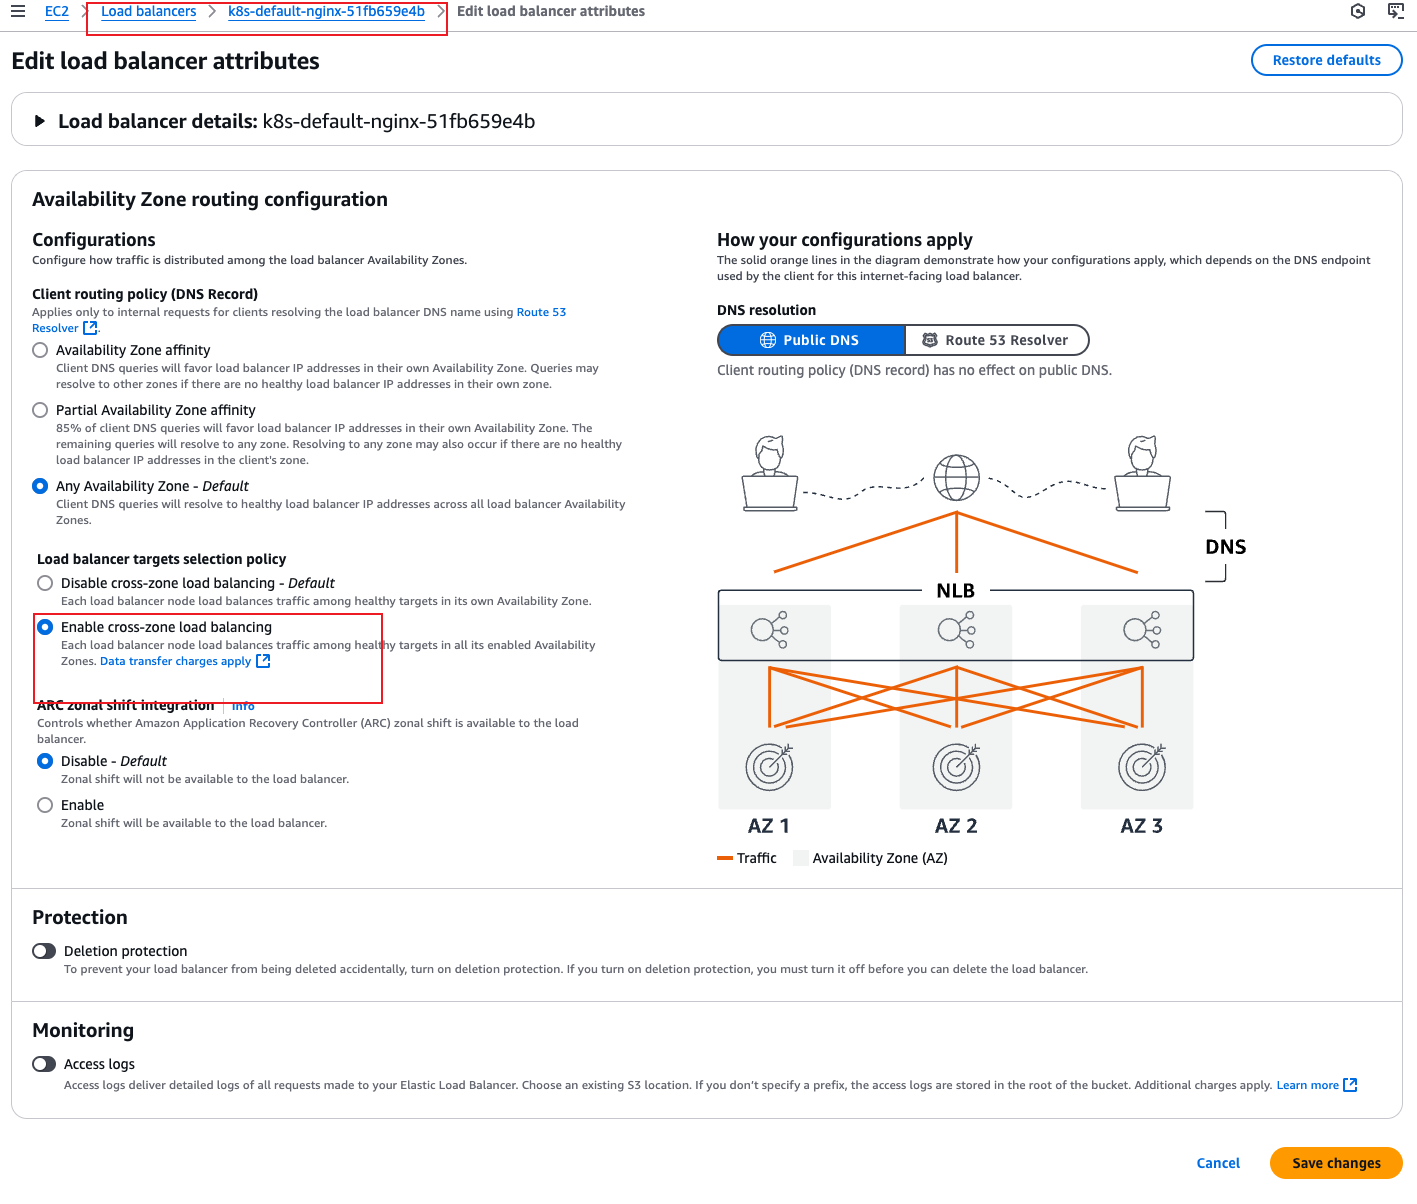 EC2 Load balancers k8s-default-nginx-51fb659e4b Edit load balancer attributes
Edit load balancer attributes
Restore defaults
Load balancer details: k8s-default-nginx-51fb659e4b
Availability Zone routing configuration
Configurations
Configure how traffic is distributed among the load balancer Availability Zones.
Client routing policy (DNS Record)
Applies only to internal requests for clients resolving the load balancer DNS name using Route 53
Resolver.
Availability Zone affinity
Client DNS queries will favor load balancer IP addresses in their own Availability Zone. Queries may
resolve to other zones if there are no healthy load balancer IP addresses in their own zone.
Partial Availability Zone affinity
85% of client DNS queries will favor load balancer IP addresses in their own Availability Zone. The
remaining queries will resolve to any zone. Resolving to any zone may also occur if there are no healthy
load balancer IP addresses in the client's zone.
Any Availability Zone - Default
Client DNS queries will resolve to healthy load balancer IP addresses across all load balancer Availability
Zones.
Load balancer targets selection policy
Disable cross-zone load balancing - Default
Each load balancer node load balances traffic among healthy targets in its own Availability Zone.
Enable cross-zone load balancing
Each load balancer node load balances traffic among healthy targets in all its enabled Availability
Zones. Data transfer charges apply
ARC zonal shift integration Info
Controls whether Amazon Application Recovery Controller (ARC) zonal shift is available to the load
balancer.
Disable - Default
Zonal shift will not be available to the load balancer.
Enable
Zonal shift will be available to the load balancer.
How your configurations apply
The solid orange lines in the diagram demonstrate how your configurations apply, which depends on the DNS endpoint
used by the client for this internet-facing load balancer.
DNS resolution
Public DNS Route 53 Resolver
Client routing policy (DNS record) has no effect on public DNS.
DNS
NLB
AZ 1 AZ 2 AZ 3
Traffic Availability Zone (AZ)
Protection
Deletion protection
To prevent your load balancer from being deleted accidentally, turn on deletion protection. If you turn on deletion protection, you must turn it off before you can delete the load balancer.
Monitoring
Access logs
Access logs deliver detailed logs of all requests made to your Elastic Load Balancer. Choose an existing S3 location. If you don't specify a prefix, the access logs are stored in the root of the bucket. Additional charges apply. Learn more
Cancel Save changes